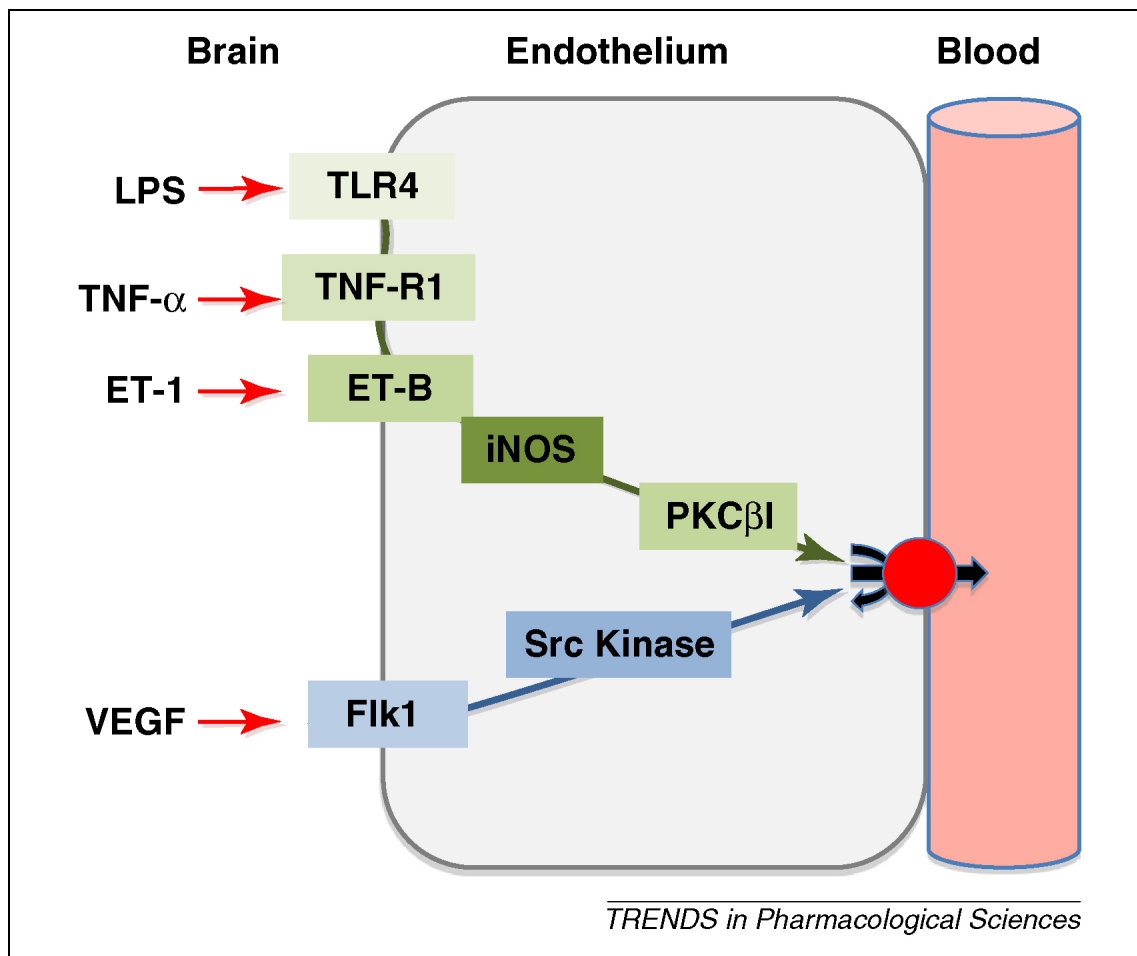 Brain Endothelium Blood
LPS TLR4
TNF-α TNF-R1
ET-1 ET-B
iNOS
PKCβI
Src Kinase
VEGF Flk1
TRENDS in Pharmacological Sciences